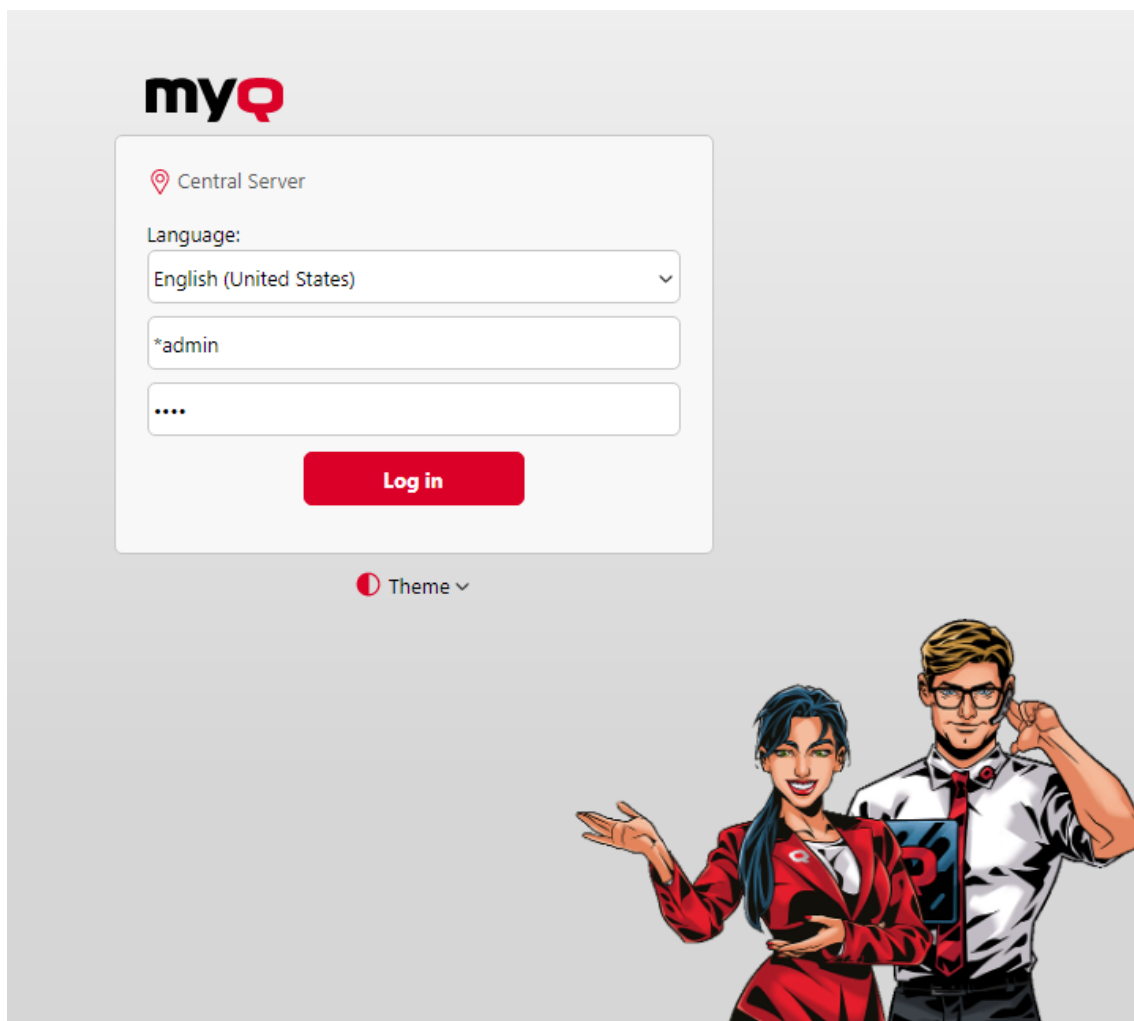 myQ
Central Server
Language:
English (United States)
*admin
••••
Log in
Theme